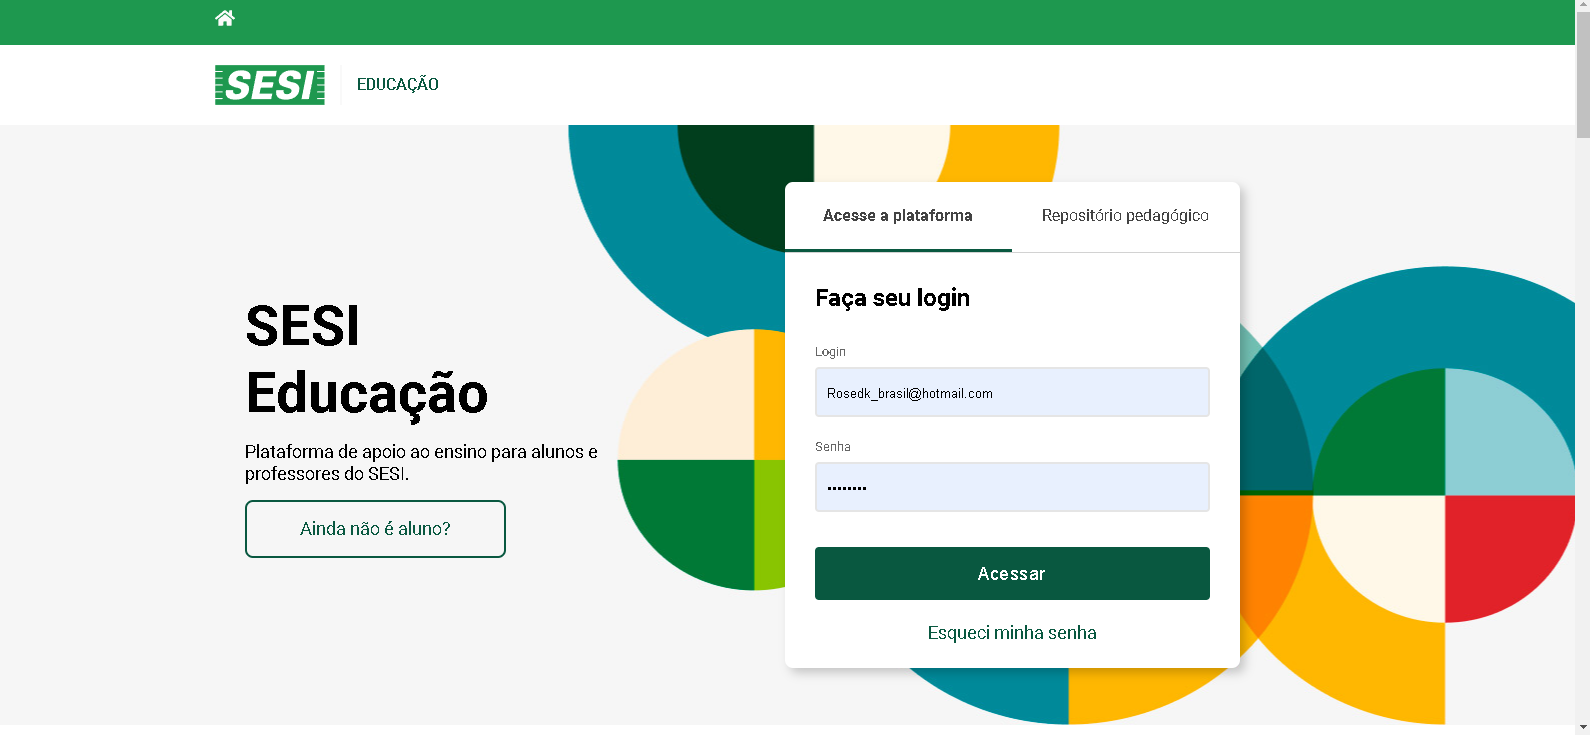 SESI
EDUCAÇÃO
SESI
Educação
Plataforma de apoio ao ensino para alunos e
professores do SESI.
Ainda não é aluno?
Acesse a plataforma
Repositório pedagógico
Faça seu login
Login
Rosedk_brasil@hotmail.com
Senha
••••••••
Acessar
Esqueci minha senha